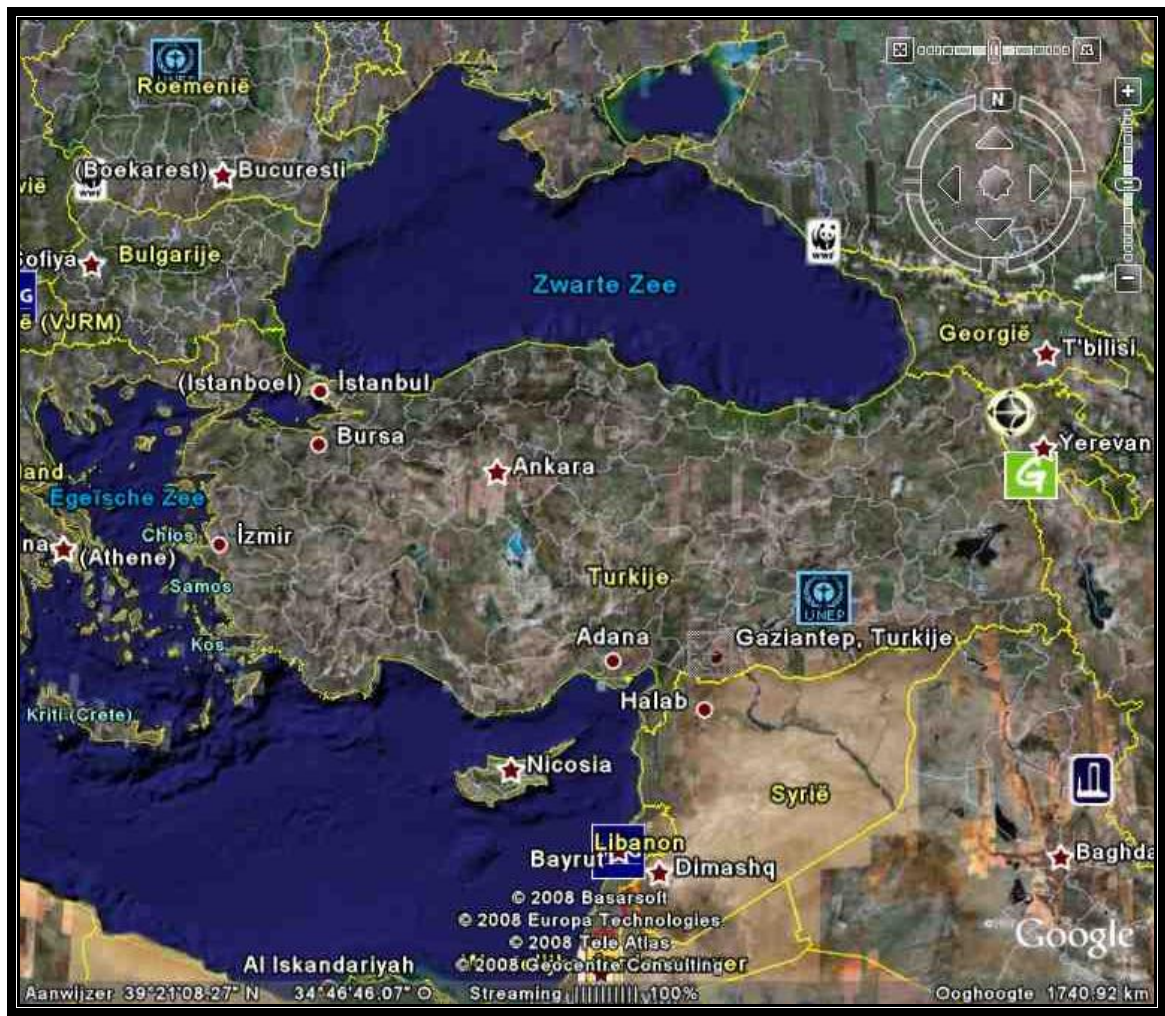 Roemenië
(Boekarest) Bucuresti
wwf
Sofiya Bulgarije
G
(VJRM)
Zwarte Zee
N
WWF
Georgië
T'bilisi
(Istanboel) İstanbul
Bursa
Ankara
Yerevan
G
Egeïsche Zee
Chios
İzmir
(Athene)
Samos
Turkije
UNEP
Kos
Adana
Gaziantep, Turkije
Halab
Kriti (Crete)
Nicosia
Syrië
Libanon
Bayrut
Dimashq
Baghda
© 2008 Basarsoft
© 2008 Europa Technologies
© 2008 Tele Atlas
© 2008 Geocentre Consulting
Google
Al Iskandariyah
Aanwijzer 39°21'08.27" N 34°46'46.07" O Streaming 100% Ooghoogte 1740.92 km